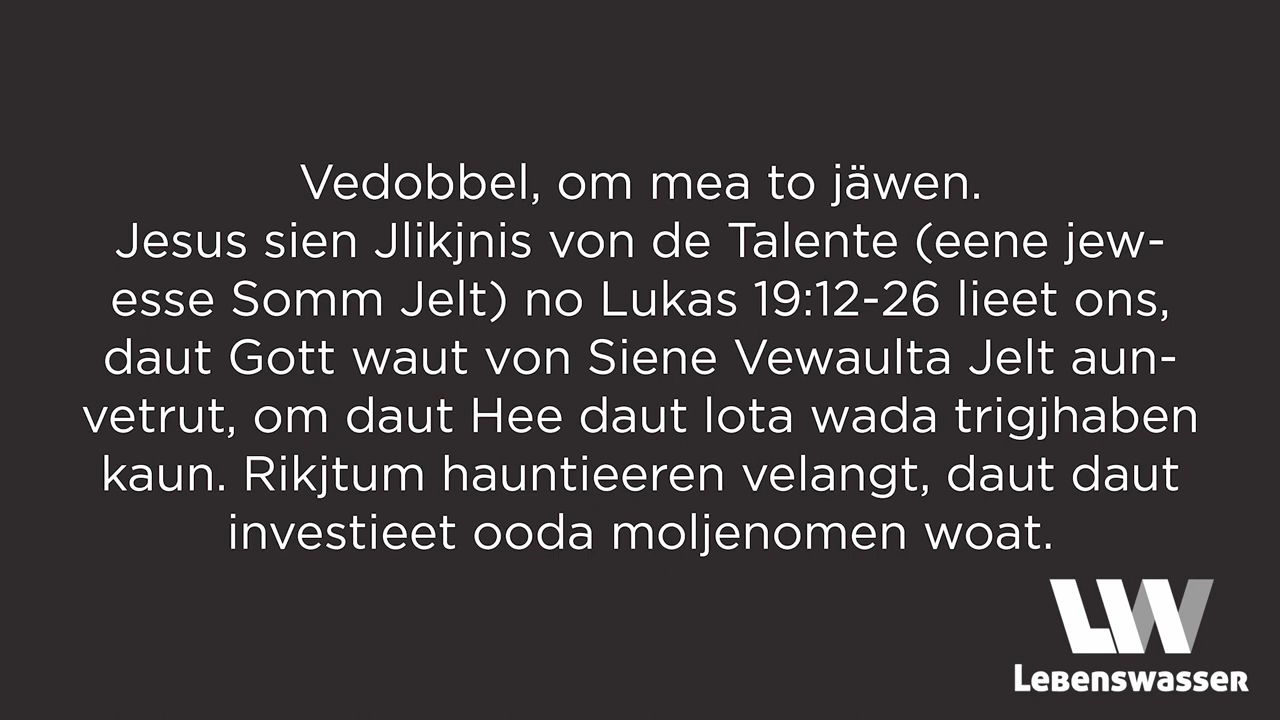 Vedobbel, om mea to jäwen.
Jesus sien Jlikjnis von de Talente (eene jew-
esse Somm Jelt) no Lukas 19:12-26 lieet ons,
daut Gott waut von Siene Vewaulta Jelt aun-
vetrut, om daut Hee daut lota wada trigjhaben
kaun. Rikjtum hauntieeren velangt, daut daut
investieet ooda moljenomen woat.
LW
Lebenswasser